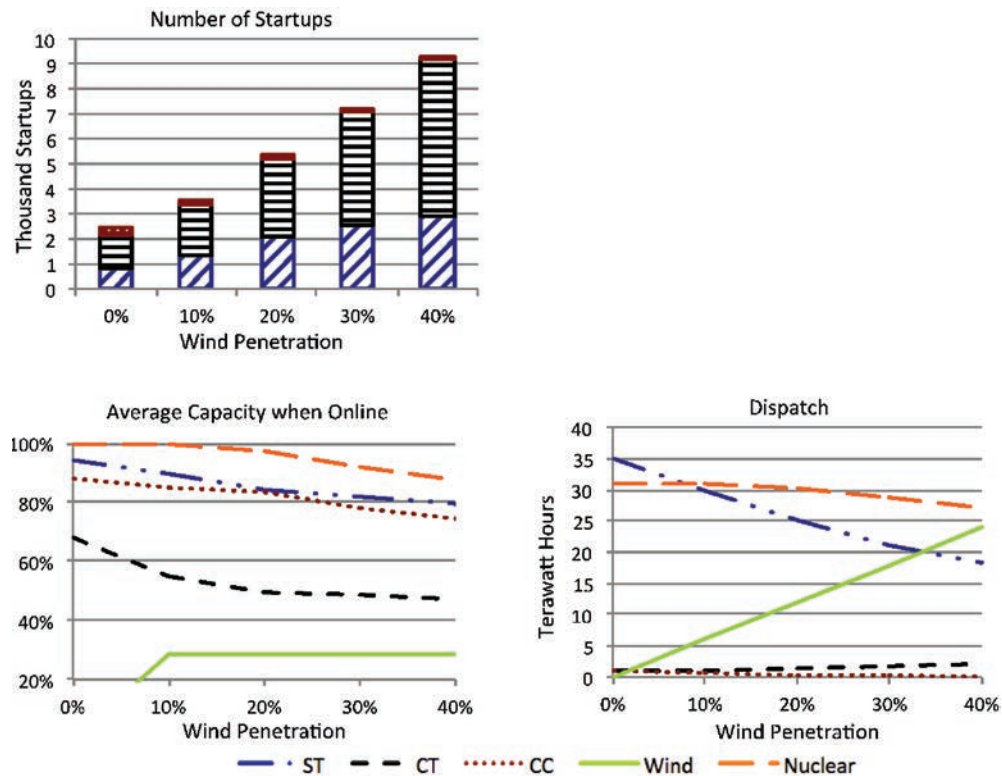 Number of Startups
Thousand Startups
10
9
8
7
6
5
4
3
2
1
0
0% 10% 20% 30% 40%
Wind Penetration
Average Capacity when Online
100%
80%
60%
40%
20%
0% 10% 20% 30% 40%
Wind Penetration
Dispatch
Terawatt Hours
40
35
30
25
20
15
10
5
0
0% 10% 20% 30% 40%
Wind Penetration
ST CT CC Wind Nuclear